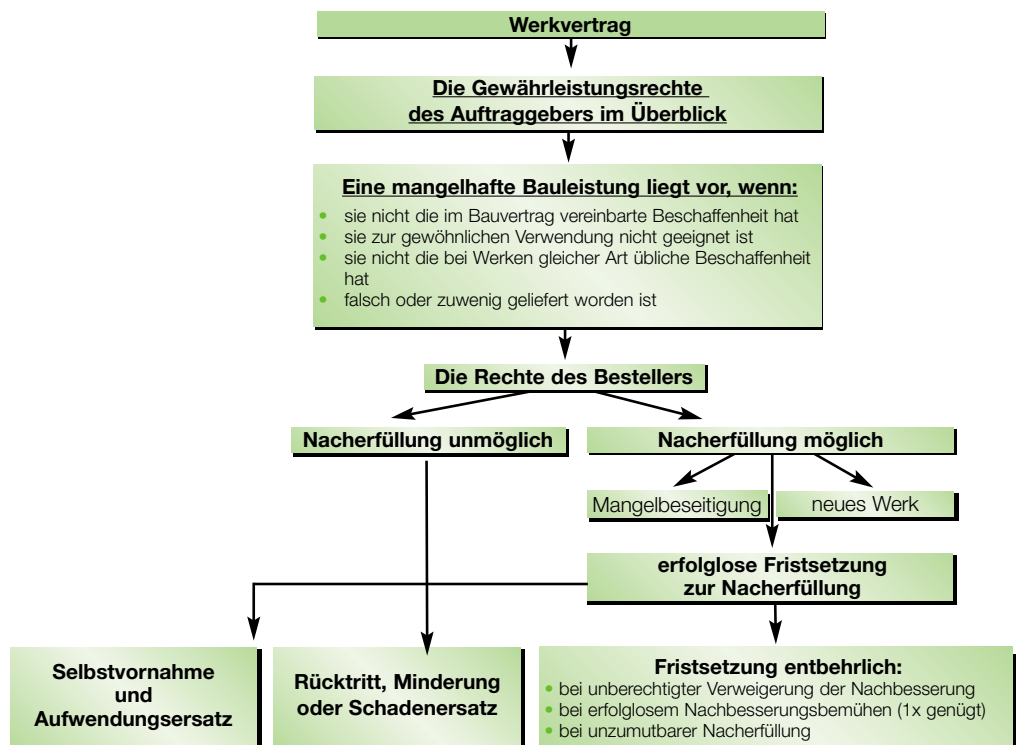 Werkvertrag
Die Gewährleistungsrechte
des Auftraggebers im Überblick
Eine mangelhafte Bauleistung liegt vor, wenn:
• sie nicht die im Bauvertrag vereinbarte Beschaffenheit hat
• sie zur gewöhnlichen Verwendung nicht geeignet ist
• sie nicht die bei Werken gleicher Art übliche Beschaffenheit
hat
• falsch oder zuwenig geliefert worden ist
Die Rechte des Bestellers
Nacherfüllung unmöglich
Nacherfüllung möglich
Mangelbeseitigung
neues Werk
erfolglose Fristsetzung
zur Nacherfüllung
Selbstvornahme
und
Aufwendungsersatz
Rücktritt, Minderung
oder Schadenersatz
Fristsetzung entbehrlich:
• bei unberechtigter Verweigerung der Nachbesserung
• bei erfolglosem Nachbesserungsbemühen (1x genügt)
• bei unzumutbarer Nacherfüllung